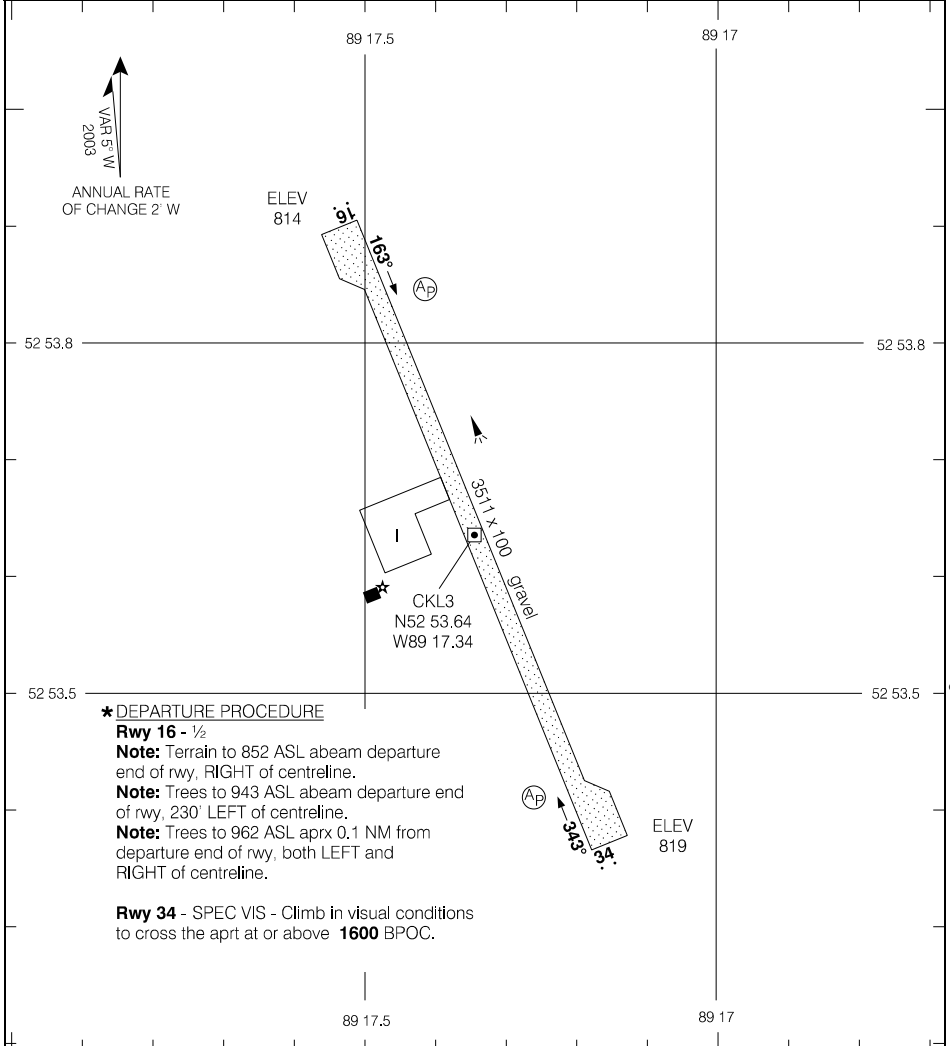 89 17.5
89 17
VAR 5° W
2003
ANNUAL RATE
OF CHANGE 2' W
ELEV
814
16
163°
AP
52 53.8
52 53.8
3511 x 100 gravel
I
CKL3
N52 53.64
W89 17.34
52 53.5
52 53.5
*DEPARTURE PROCEDURE
Rwy 16 - ½
Note: Terrain to 852 ASL abeam departure
end of rwy, RIGHT of centreline.
Note: Trees to 943 ASL abeam departure end
of rwy, 230' LEFT of centreline.
Note: Trees to 962 ASL aprx 0.1 NM from
departure end of rwy, both LEFT and
RIGHT of centreline.
Rwy 34 - SPEC VIS - Climb in visual conditions
to cross the aprt at or above 1600 BPOC.
AP
343°
34
ELEV
819
89 17.5
89 17